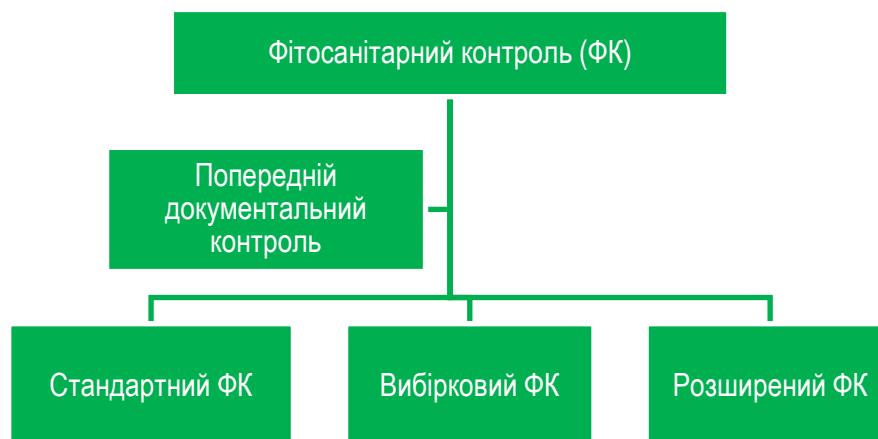 Фітосанітарний контроль (ФК)
Попередній
документальний
контроль
Стандартний ФК
Вибірковий ФК
Розширений ФК